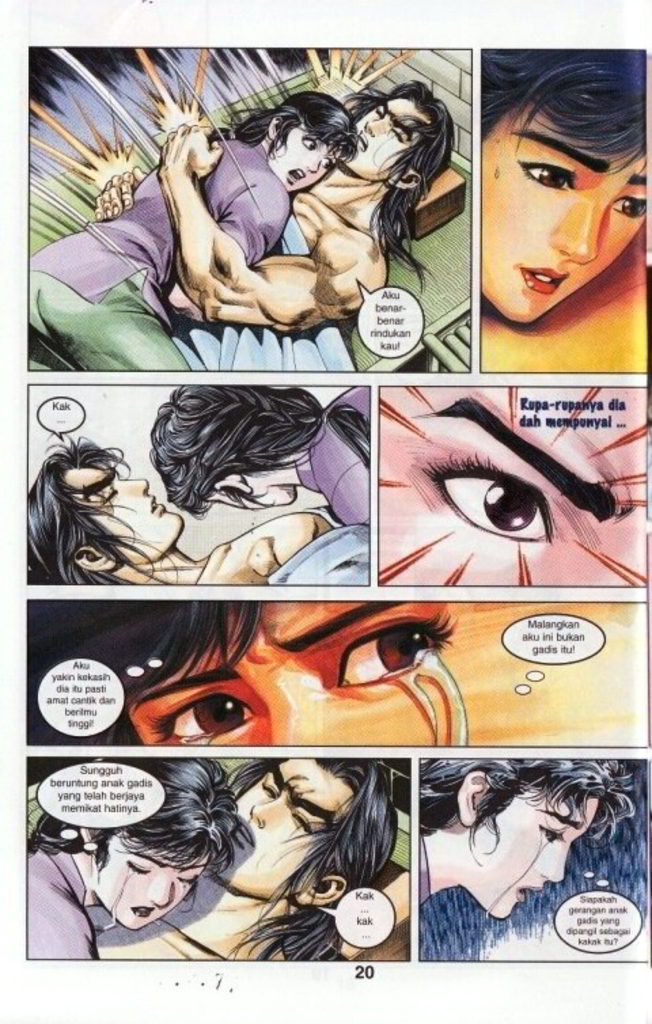 Aku
benar-
benar
rindukan
kau!
Kak
...
Rupa-rupanya dia
dah mempunyai ...
Aku
yakin kekasih
dia itu pasti
amat cantik dan
berilmu
tinggi!
Malangkan
aku ini bukan
gadis itu!
Sungguh
beruntung anak gadis
yang telah berjaya
memikat hatinya.
Kak
...
kak
...
Siapakah
gerangan anak
gadis yang
dipangil sebagai
kakak itu?
20